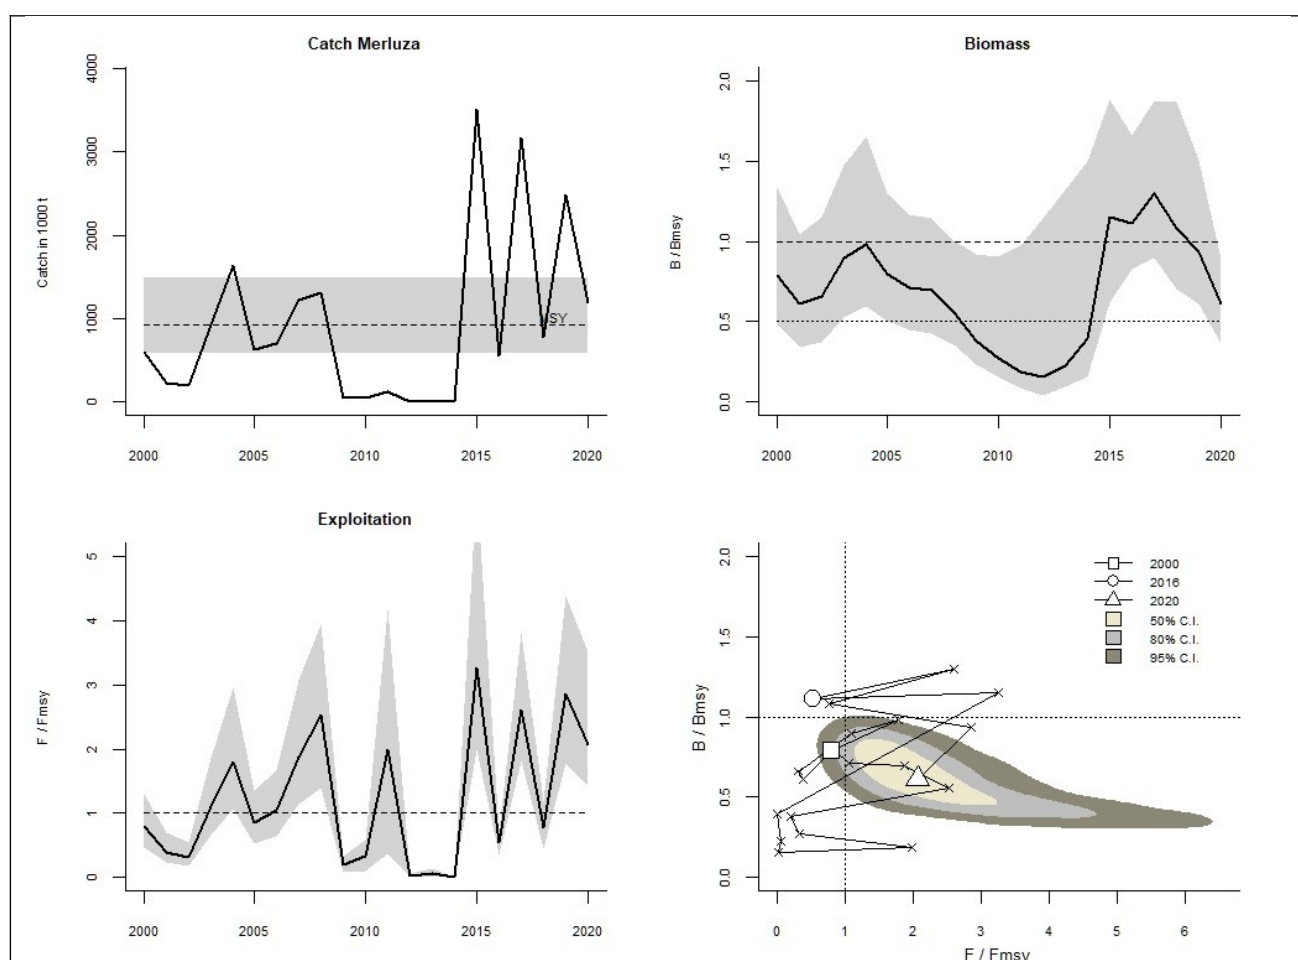 Catch Merluza
Catch in 1000 t
4000
3000
2000
1000
0
SY
2000 2005 2010 2015 2020
Biomass
B / Bmsy
2.0
1.5
1.0
0.5
0.0
2000 2005 2010 2015 2020
Exploitation
F / Fmsy
5
4
3
2
1
0
2000 2005 2010 2015 2020
B / Bmsy
2.0
1.5
1.0
0.5
0.0
2000
2016
2020
50% C.I.
80% C.I.
95% C.I.
0 1 2 3 4 5 6
F / Fmsy